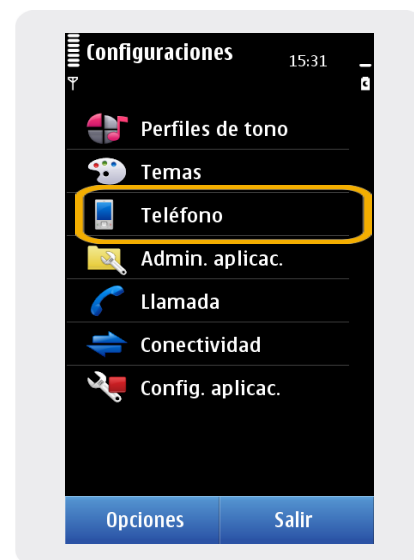 Configuraciones
15:31
Perfiles de tono
Temas
Teléfono
Admin. aplicac.
Llamada
Conectividad
Config. aplicac.
Opciones Salir